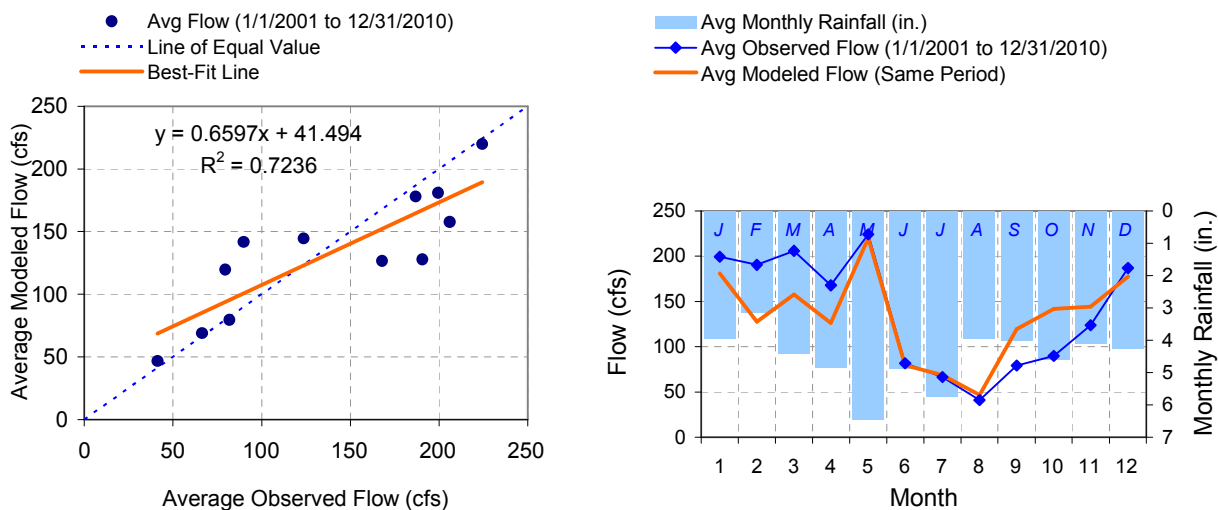 Avg Flow (1/1/2001 to 12/31/2010)
Line of Equal Value
Best-Fit Line
250
200
150
100
50
0
Average Modeled Flow (cfs)
y = 0.6597x + 41.494
R² = 0.7236
0 50 100 150 200 250
Average Observed Flow (cfs)
Avg Monthly Rainfall (in.)
Avg Observed Flow (1/1/2001 to 12/31/2010)
Avg Modeled Flow (Same Period)
250
200
150
100
50
0
Flow (cfs)
J F M A M J J A S O N D
0
1
2
3
4
5
6
7
Monthly Rainfall (in.)
1 2 3 4 5 6 7 8 9 10 11 12
Month